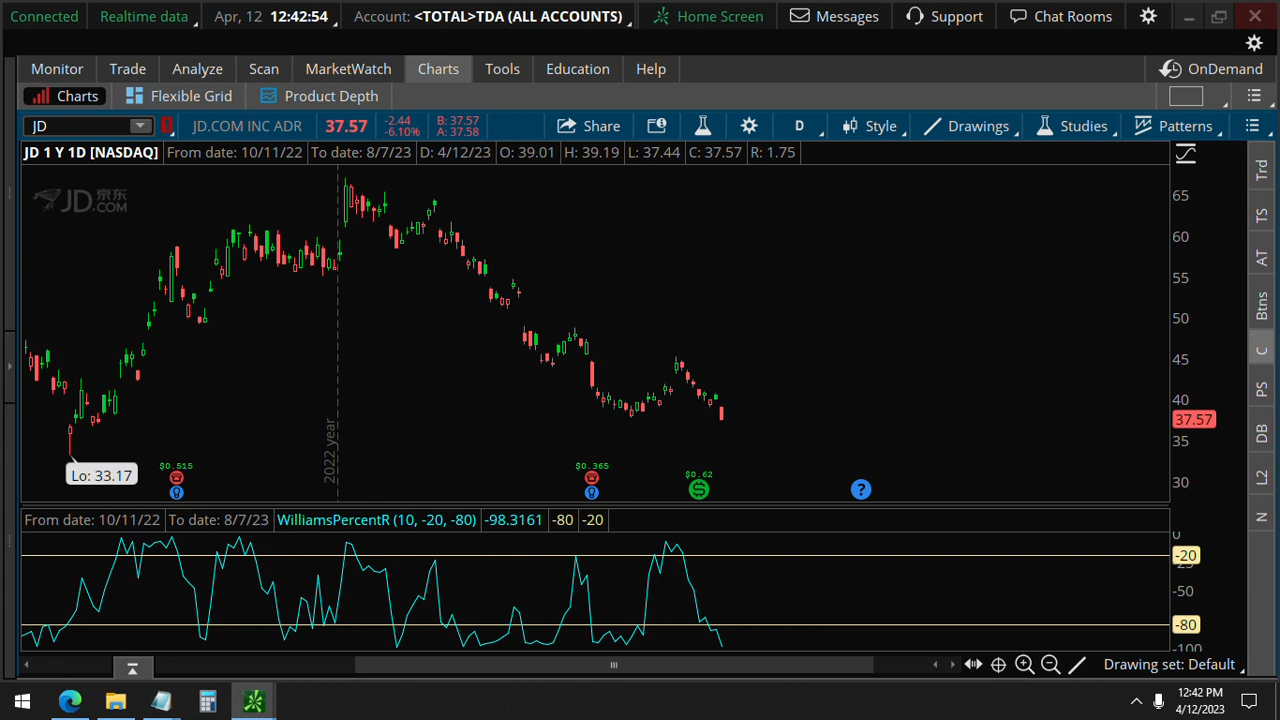 Connected Realtime data Apr, 12 12:42:54 Account: <TOTAL>TDA (ALL ACCOUNTS) Home Screen Messages Support Chat Rooms
Monitor Trade Analyze Scan MarketWatch Charts Tools Education Help OnDemand
Charts Flexible Grid Product Depth
JD JD.COM INC ADR 37.57 -2.44 -6.10% B: 37.57 A: 37.58 Share D Style Drawings Studies Patterns
JD 1 Y 1D [NASDAQ] From date: 10/11/22 To date: 8/7/23 D: 4/12/23 O: 39.01 H: 39.19 L: 37.44 C: 37.57 R: 1.75
JD.COM 京东
65
60
55
50
45
40
37.57
35
30
2022 year
Lo: 33.17
$0.515 $0.365 $0.62
$ ?
From date: 10/11/22 To date: 8/7/23 WilliamsPercentR (10, -20, -80) -98.3161 -80 -20
0
-20
-25
-50
-80
-100
Trd
TS
AT
Btns
C
PS
DB
L2
N
Drawing set: Default
12:42 PM
4/12/2023